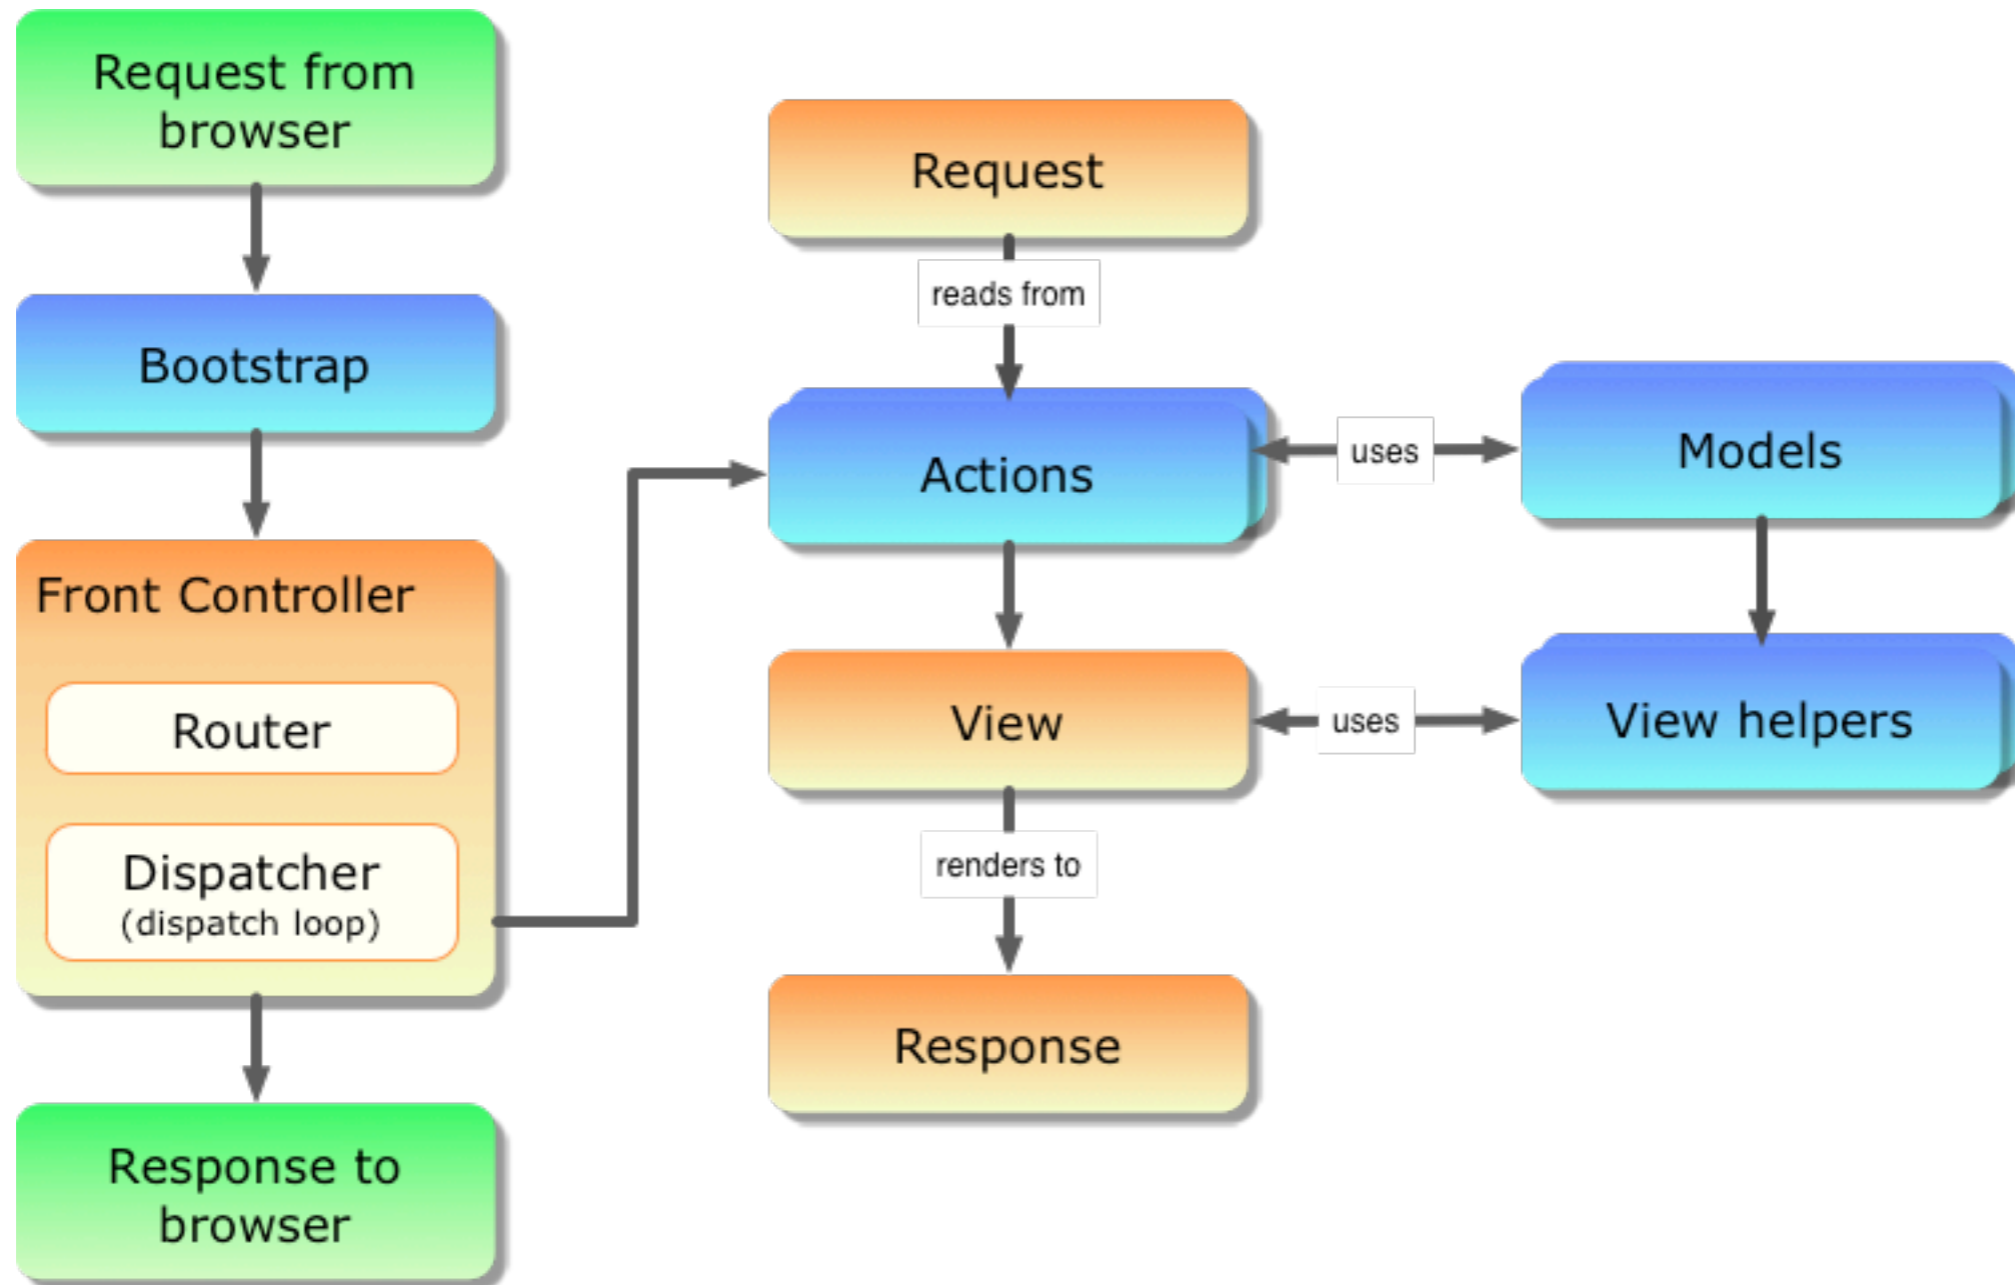 Request from
browser
Bootstrap
Front Controller
Router
Dispatcher
(dispatch loop)
Response to
browser
Request
reads from
Actions
uses
Models
View
uses
View helpers
renders to
Response